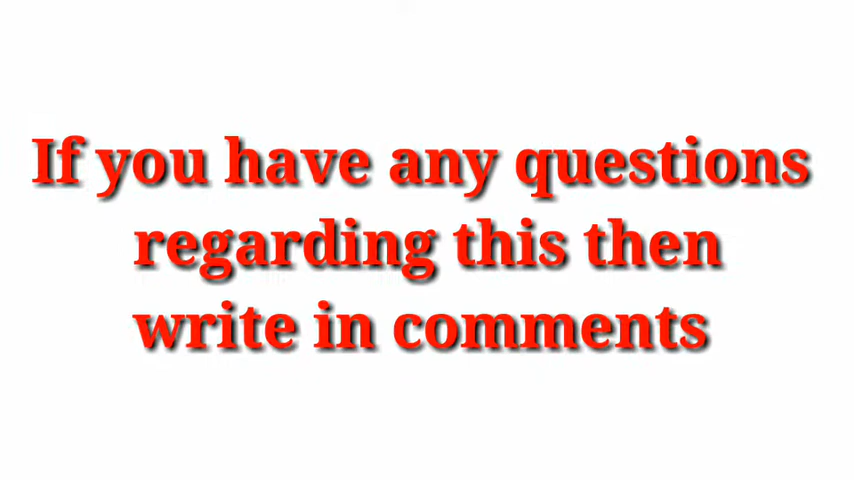 If you have any questions
regarding this then
write in comments